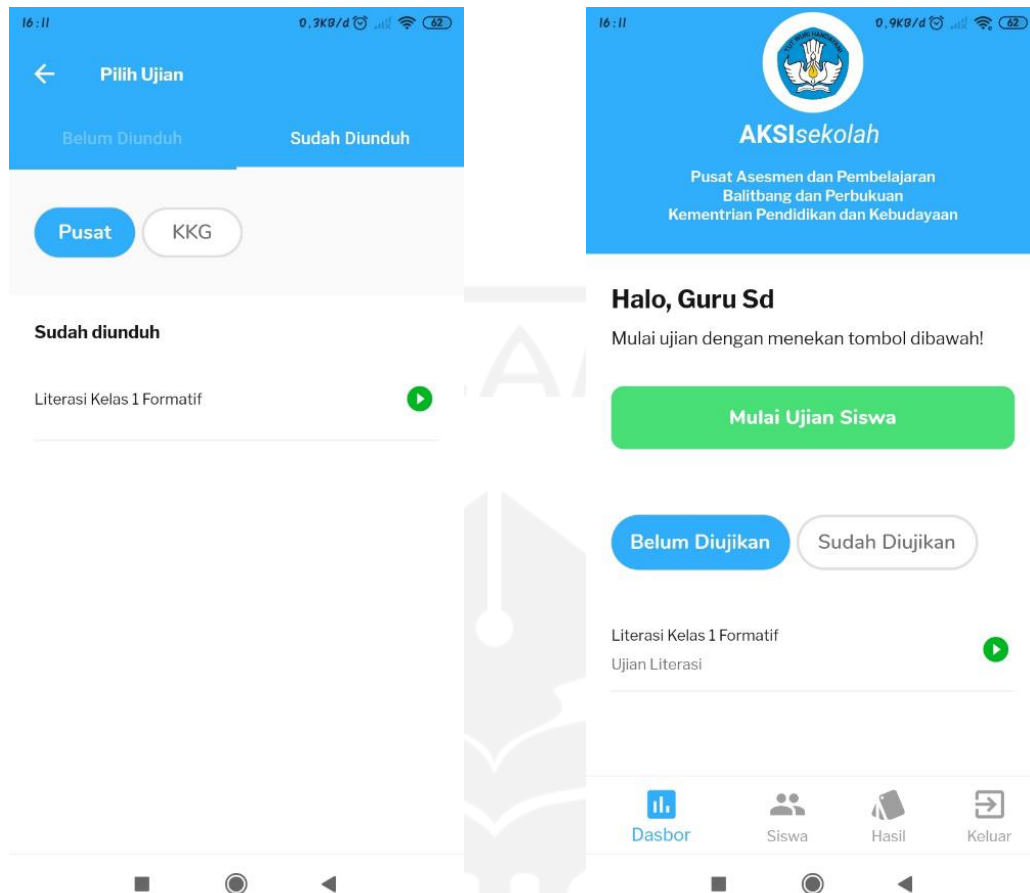 16:11
0,3KB/d
62
Pilih Ujian
Belum Diunduh
Sudah Diunduh
Pusat
KKG
Sudah diunduh
Literasi Kelas 1 Formatif
16:11
0,9KB/d
62
TUT WURI HANDAYANI
AKSIsekolah
Pusat Asesmen dan Pembelajaran
Balitbang dan Perbukuan
Kementrian Pendidikan dan Kebudayaan
Halo, Guru Sd
Mulai ujian dengan menekan tombol dibawah!
Mulai Ujian Siswa
Belum Diujikan
Sudah Diujikan
Literasi Kelas 1 Formatif
Ujian Literasi
Dasbor
Siswa
Hasil
Keluar